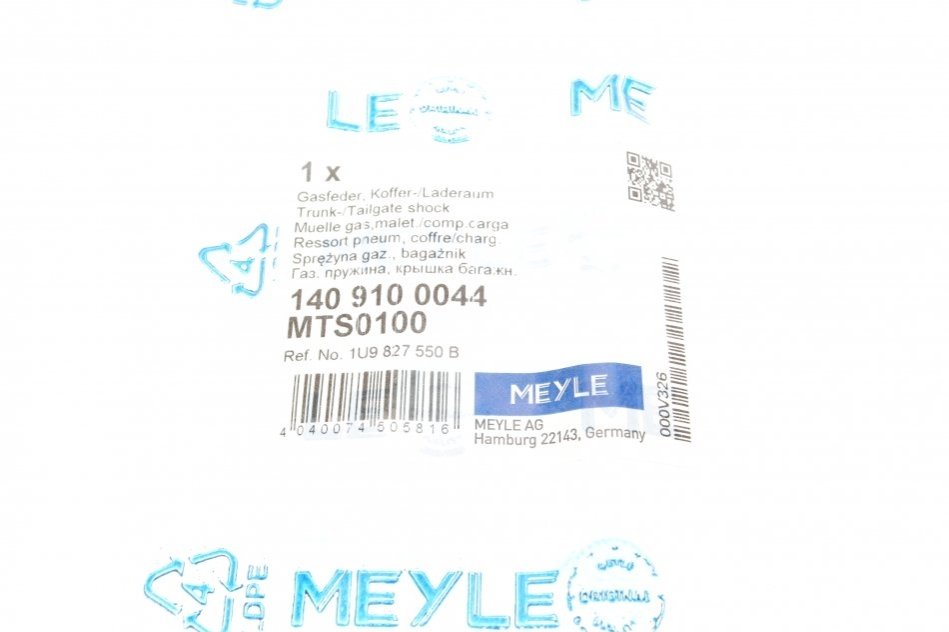 LE
ME
1 x
Gasfeder, Koffer-/Laderaum
Trunk-/Tailgate shock
Muelle gas,malet./comp.carga
Ressort pneum, coffre/charg.
Sprężyna gaz., bagażnik
Газ. пружина, крышка багажн.
4
140 910 0044
MTS0100
Ref. No. 1U9 827 550 B
4 040074 505816
MEYLE
MEYLE AG
Hamburg 22143, Germany
000V326
4
LDPE
MEYLE